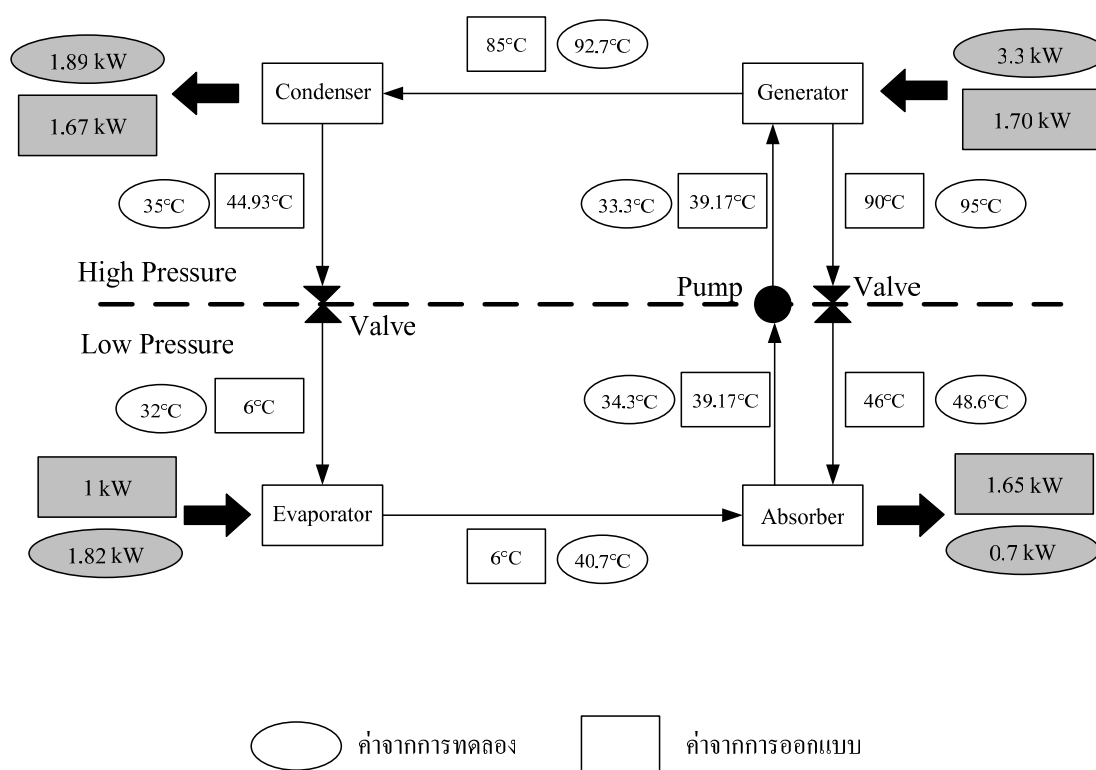 85°C
92.7°C
1.89 kW
1.67 kW
Condenser
Generator
3.3 kW
1.70 kW
35°C
44.93°C
33.3°C
39.17°C
90°C
95°C
High Pressure
Pump
Valve
Valve
Low Pressure
32°C
6°C
34.3°C
39.17°C
46°C
48.6°C
1 kW
1.82 kW
Evaporator
Absorber
1.65 kW
0.7 kW
6°C
40.7°C
ค่าจากการทดลอง
ค่าจากการออกแบบ